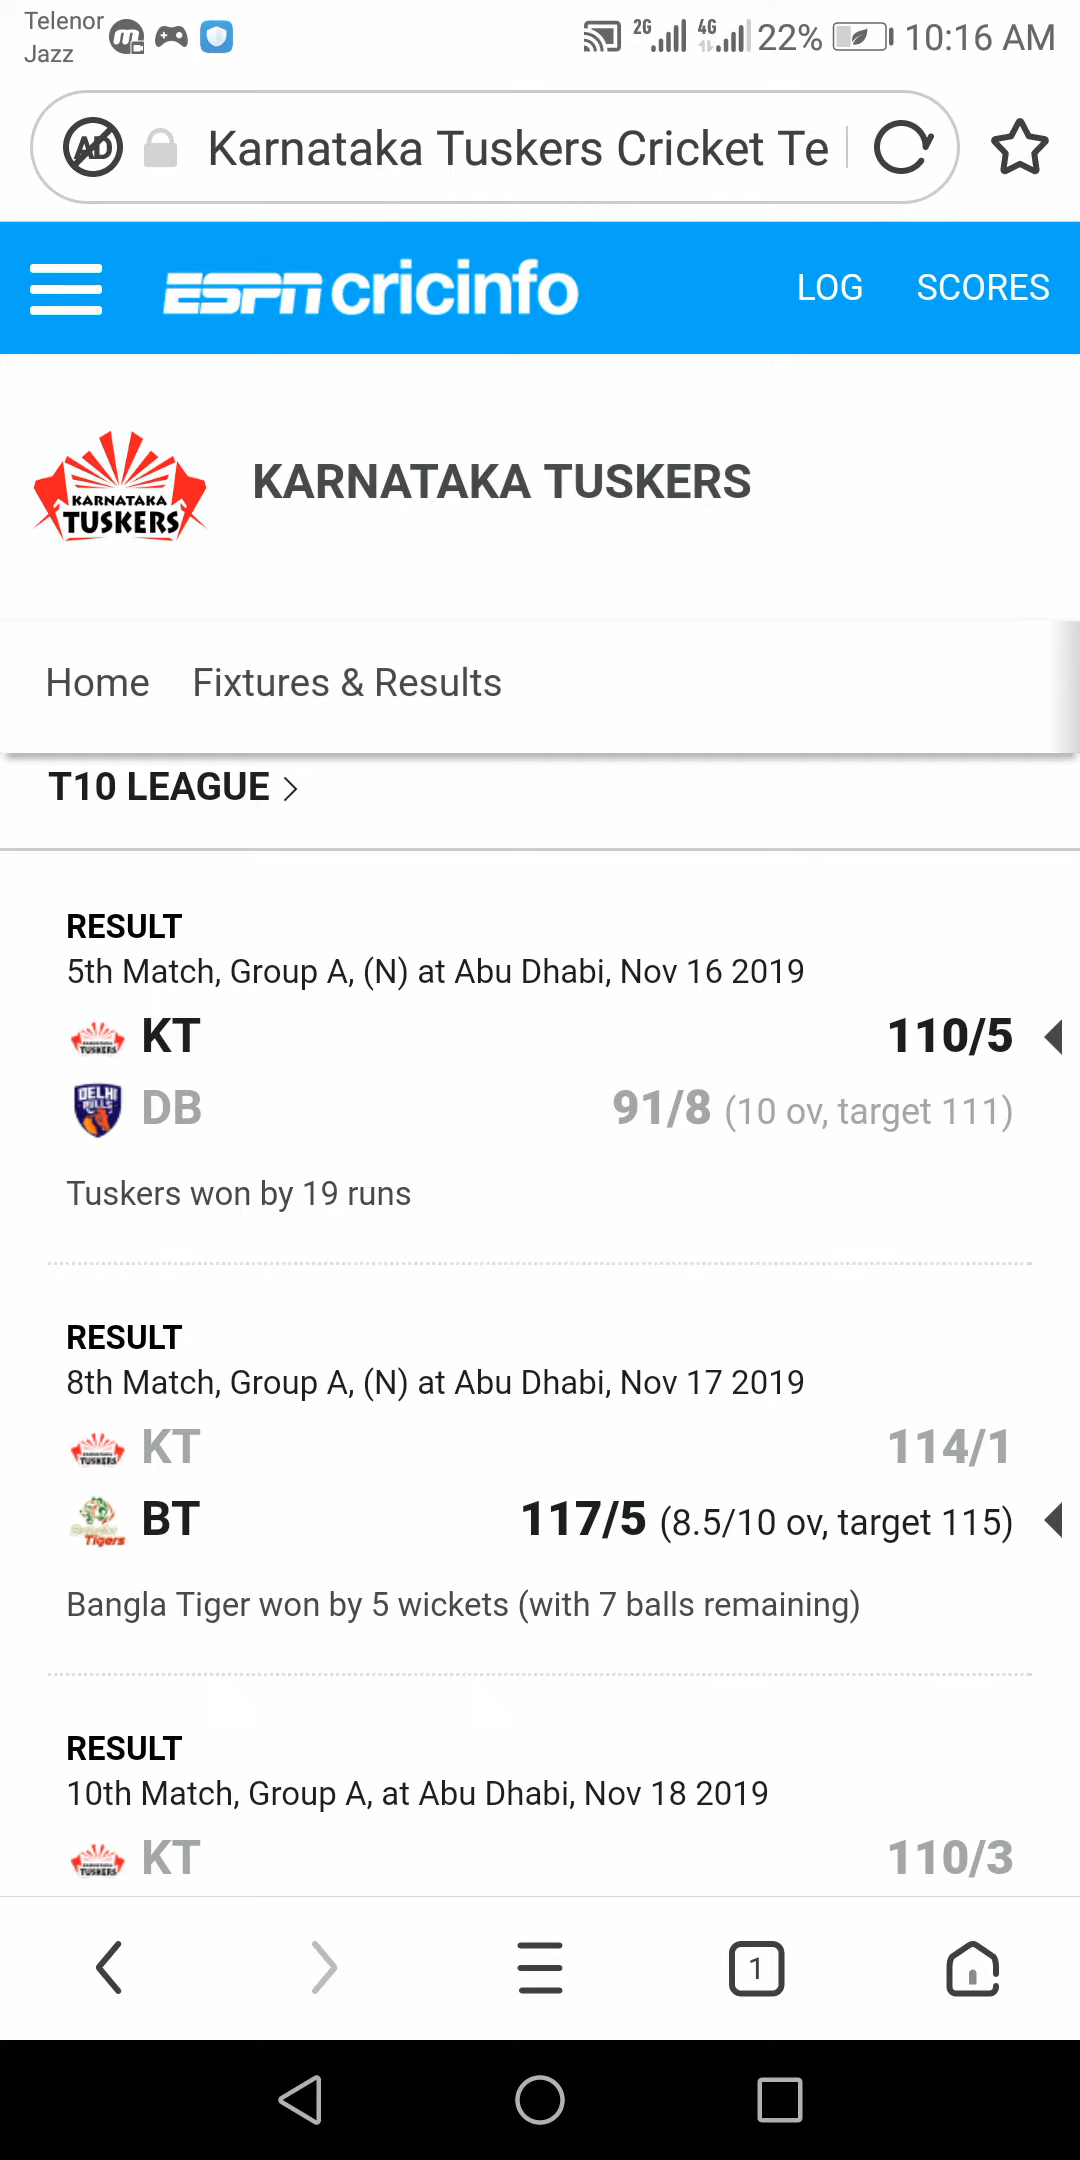 Telenor
Jazz
2G 4G 22% 10:16 AM
AD Karnataka Tuskers Cricket Te
ESPN cricinfo LOG SCORES
KARNATAKA TUSKERS
KARNATAKA TUSKERS
Home Fixtures & Results
T10 LEAGUE >
RESULT
5th Match, Group A, (N) at Abu Dhabi, Nov 16 2019
KT 110/5
DB 91/8 (10 ov, target 111)
Tuskers won by 19 runs
RESULT
8th Match, Group A, (N) at Abu Dhabi, Nov 17 2019
KT 114/1
BT 117/5 (8.5/10 ov, target 115)
Bangla Tiger won by 5 wickets (with 7 balls remaining)
RESULT
10th Match, Group A, at Abu Dhabi, Nov 18 2019
KT 110/3
1